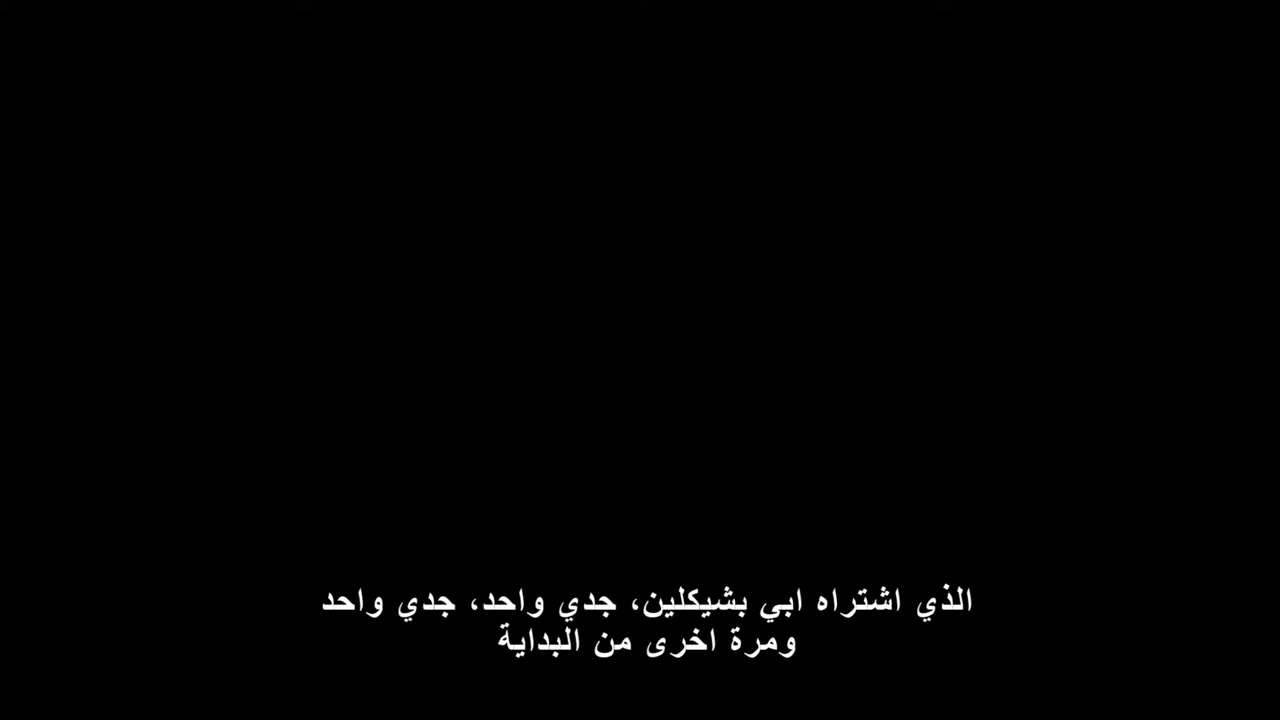 الذي اشتراه ابي بشيكلين، جدي واحد، جدي واحد
ومرة اخرى من البداية